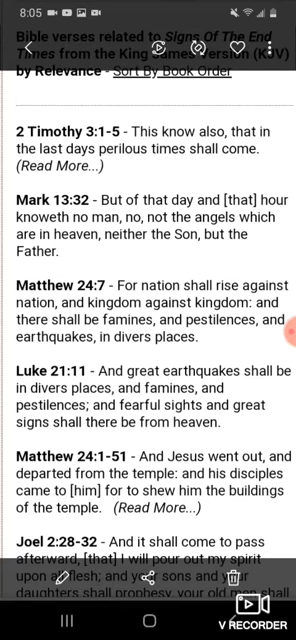 8:05
Bible verses related to Signs Of The End
Times from the King James Version (KJV)
by Relevance - Sort By Book Order
2 Timothy 3:1-5 - This know also, that in
the last days perilous times shall come.
(Read More...)
Mark 13:32 - But of that day and [that] hour
knoweth no man, no, not the angels which
are in heaven, neither the Son, but the
Father.
Matthew 24:7 - For nation shall rise against
nation, and kingdom against kingdom: and
there shall be famines, and pestilences, and
earthquakes, in divers places.
Luke 21:11 - And great earthquakes shall be
in divers places, and famines, and
pestilences; and fearful sights and great
signs shall there be from heaven.
Matthew 24:1-51 - And Jesus went out, and
departed from the temple: and his disciples
came to [him] for to shew him the buildings
of the temple. (Read More...)
Joel 2:28-32 - And it shall come to pass
afterward, [that] I will pour out my spirit
upon all flesh; and your sons and your
daughters shall prophesy, your old men shall
V RECORDER